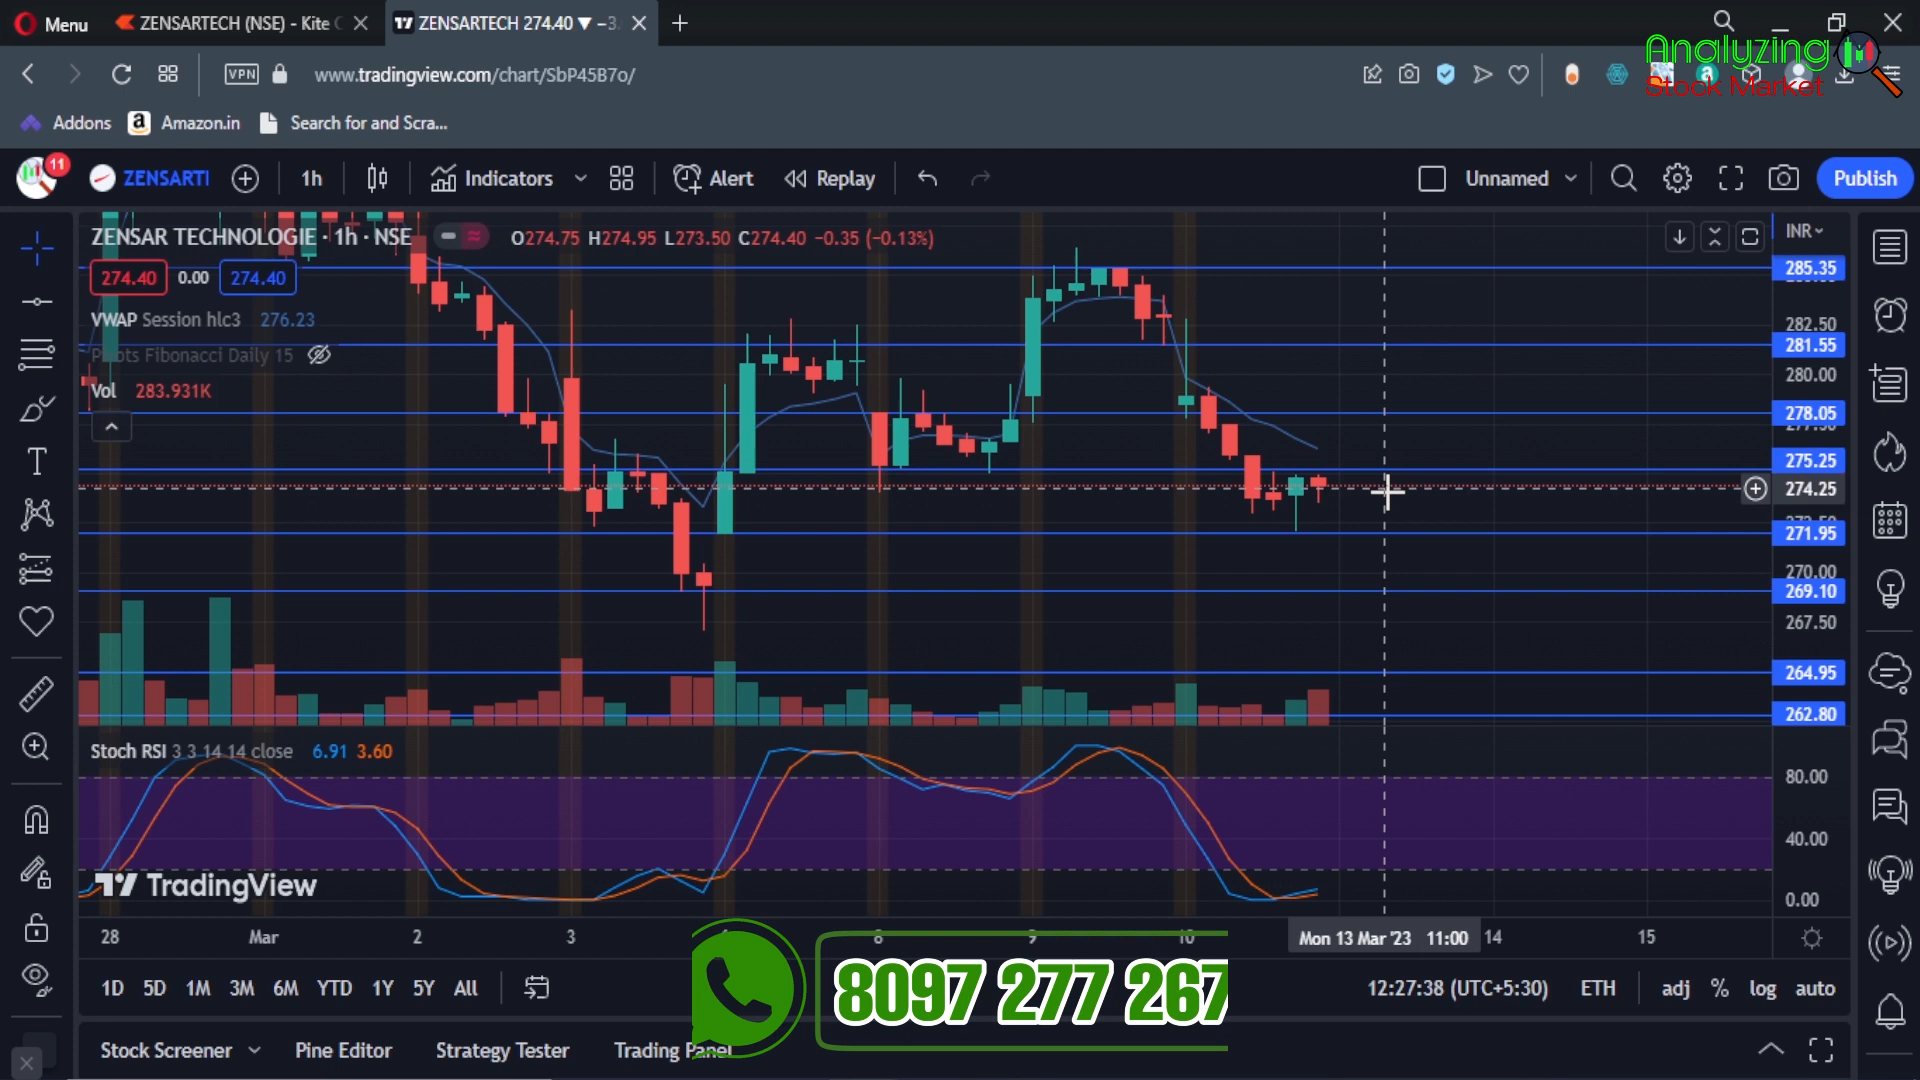 Menu
ZENSARTECH (NSE) - Kite
ZENSARTECH 274.40 ▼ −3.
VPN
www.tradingview.com/chart/SbP45B7o/
Analyzing
Stock Market
Addons
Amazon.in
Search for and Scra...
11
ZENSARTI
1h
Indicators
Alert
Replay
Unnamed
Publish
ZENSAR TECHNOLOGIE · 1h · NSE
O274.75 H274.95 L273.50 C274.40 −0.35 (−0.13%)
INR
274.40 0.00 274.40
VWAP Session hlc3 276.23
Pivots Fibonacci Daily 15
Vol 283.931K
285.35
282.50
281.55
280.00
278.05
277.50
275.25
274.25
272.50
271.95
270.00
269.10
267.50
264.95
262.80
Stoch RSI 3 3 14 14 close 6.91 3.60
80.00
40.00
0.00
TradingView
28 Mar 2 3 8 9 10 Mon 13 Mar '23 11:00 14 15
1D 5D 1M 3M 6M YTD 1Y 5Y All
12:27:38 (UTC+5:30) ETH adj % log auto
8097 277 267
Stock Screener Pine Editor Strategy Tester Trading Panel